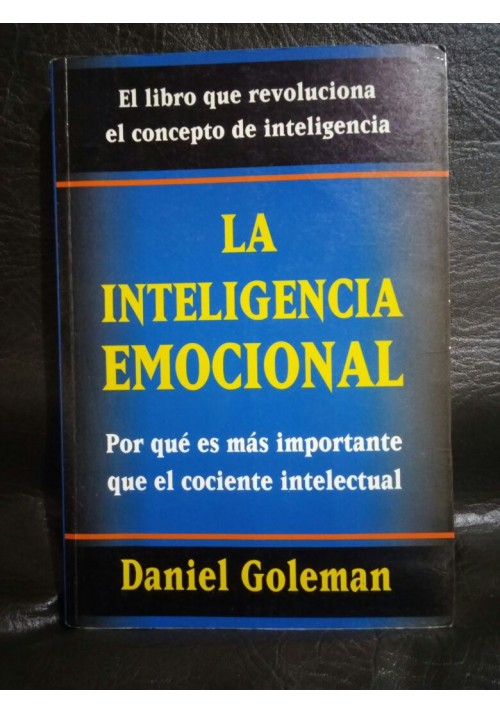 El libro que revoluciona
el concepto de inteligencia
LA
INTELIGENCIA
EMOCIONAL
Por qué es más importante
que el cociente intelectual
Daniel Goleman